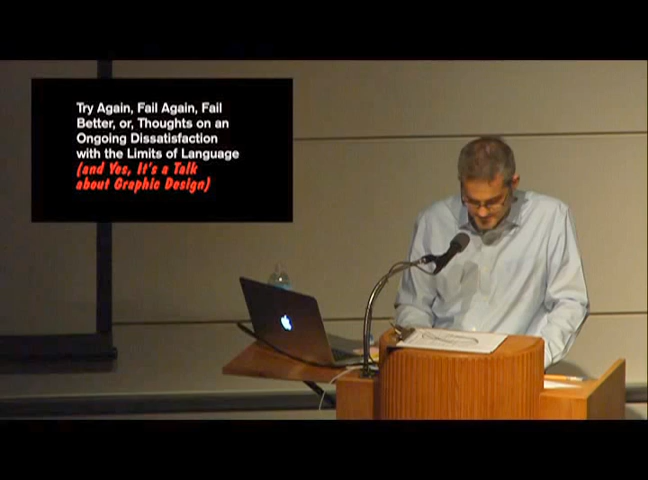 Try Again, Fail Again, Fail
Better, or, Thoughts on an
Ongoing Dissatisfaction
with the Limits of Language
(and Yes, It's a Talk
about Graphic Design)